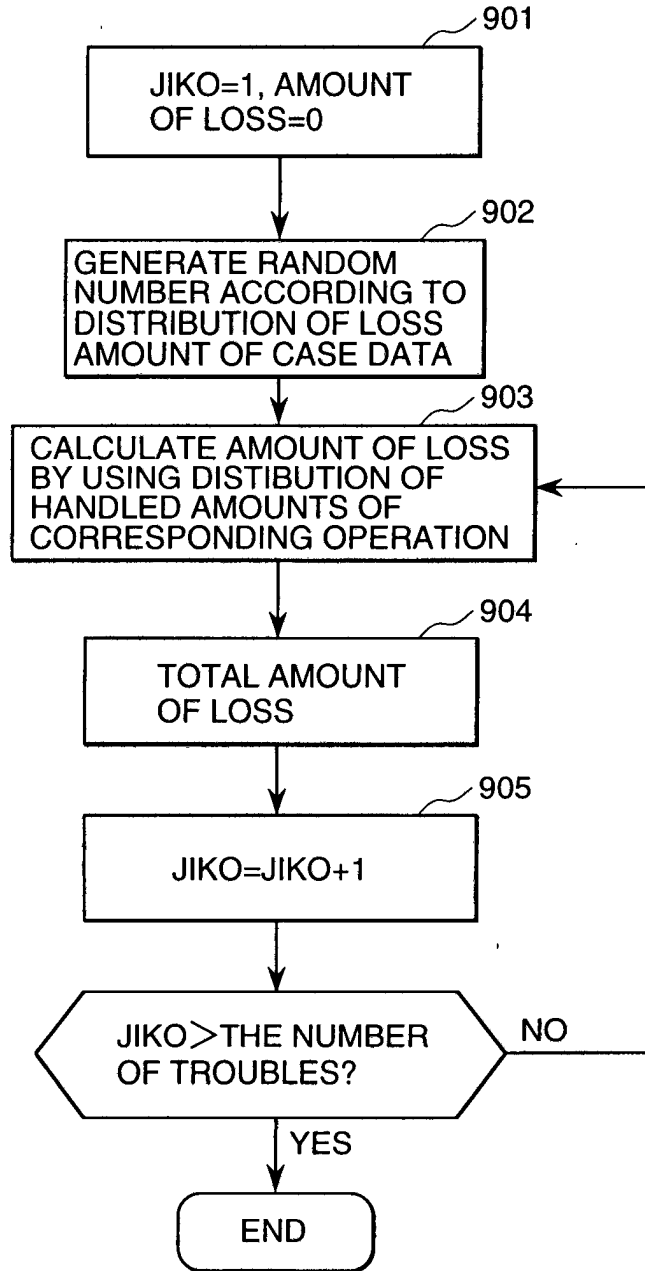 901
JIKO=1, AMOUNT
OF LOSS=0
902
GENERATE RANDOM
NUMBER ACCORDING TO
DISTRIBUTION OF LOSS
AMOUNT OF CASE DATA
903
CALCULATE AMOUNT OF LOSS
BY USING DISTIBUTION OF
HANDLED AMOUNTS OF
CORRESPONDING OPERATION
904
TOTAL AMOUNT
OF LOSS
905
JIKO=JIKO+1
JIKO>THE NUMBER
OF TROUBLES?
NO
YES
END